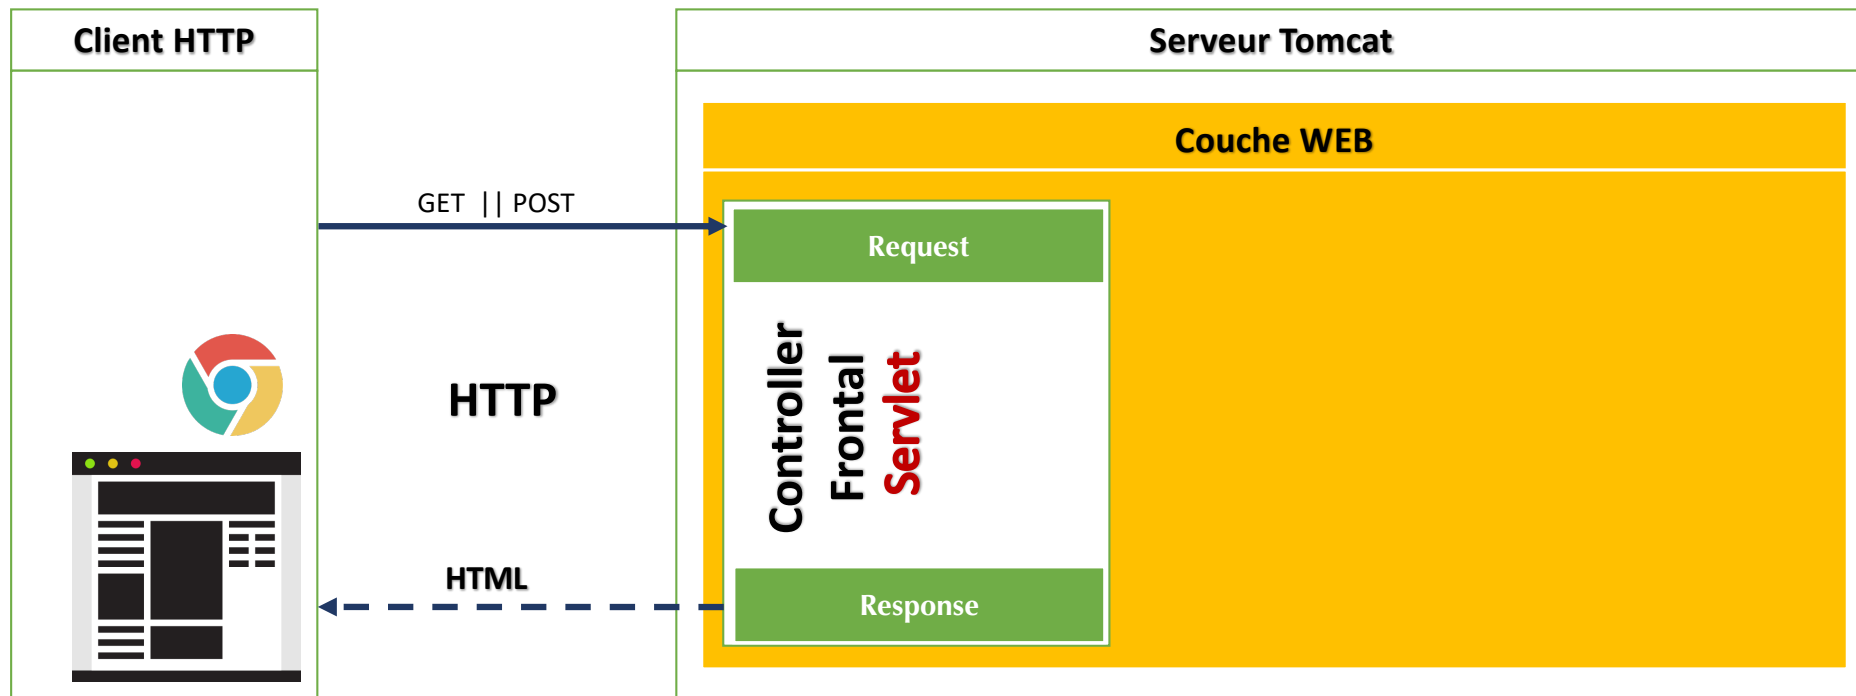 Client HTTP
Serveur Tomcat
Couche WEB
GET || POST
Request
HTTP
Controller
Frontal
Servlet
HTML
Response